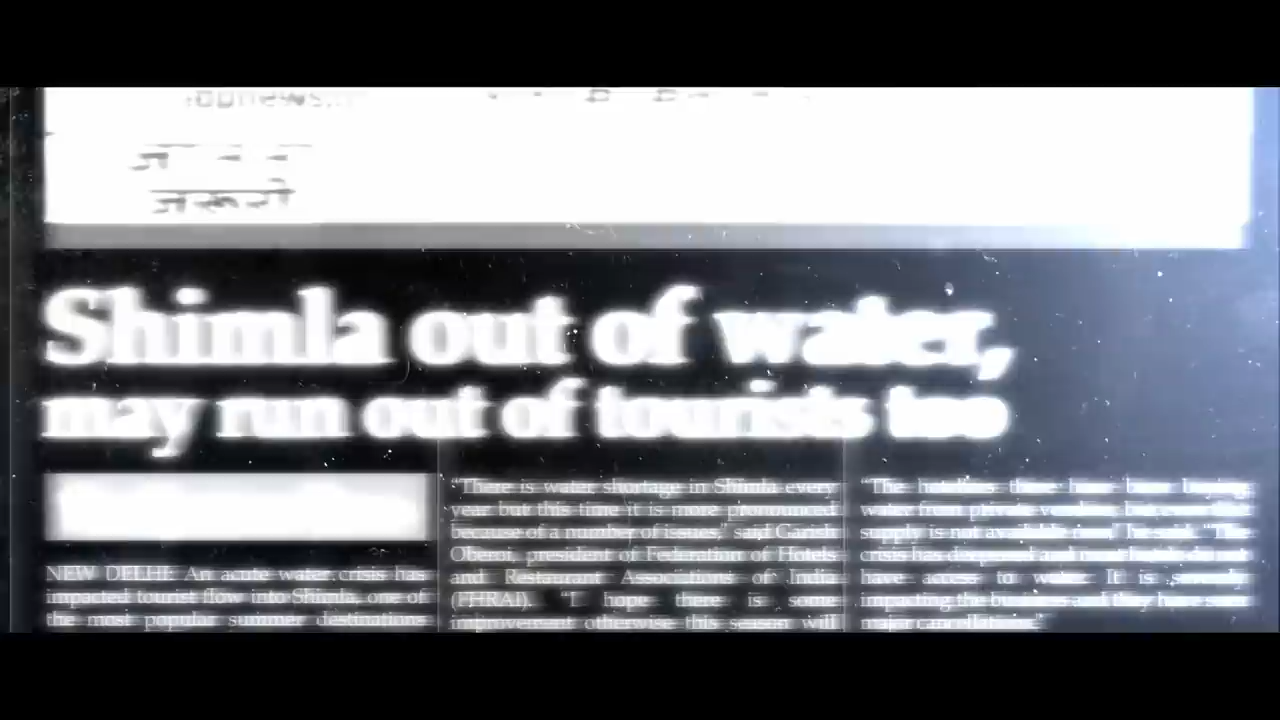 जरूरी
Shimla out of water,
may run out of tourists too
NEW DELHI: An acute water crisis has
impacted tourist flow into Shimla, one of
the most popular summer destinations
“There is water shortage in Shimla every
year but this time it is more pronounced
because of a number of issues,” said Garish
Oberoi, president of Federation of Hotels
and Restaurant Associations of India
(FHRAI). “I hope there is some
improvement otherwise this season will
“The hotelities there have been buying
water from private vendors but even the
supply is not available now," he said. “The
crisis has deepened and most hotels do not
have access to water. It is severely
impacting the business and they have seen
major cancellations.”